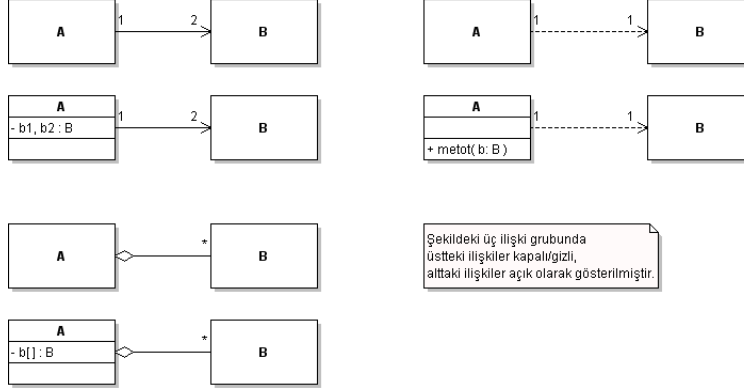 A 1 2 B
A 1 1 B
A
- b1, b2 : B
1 2 B
A
+ metot( b: B )
1 1 B
A * B
Şekildeki üç ilişki grubunda
üstteki ilişkiler kapalı/gizli,
alttaki ilişkiler açık olarak gösterilmiştir.
A
- b[] : B
* B